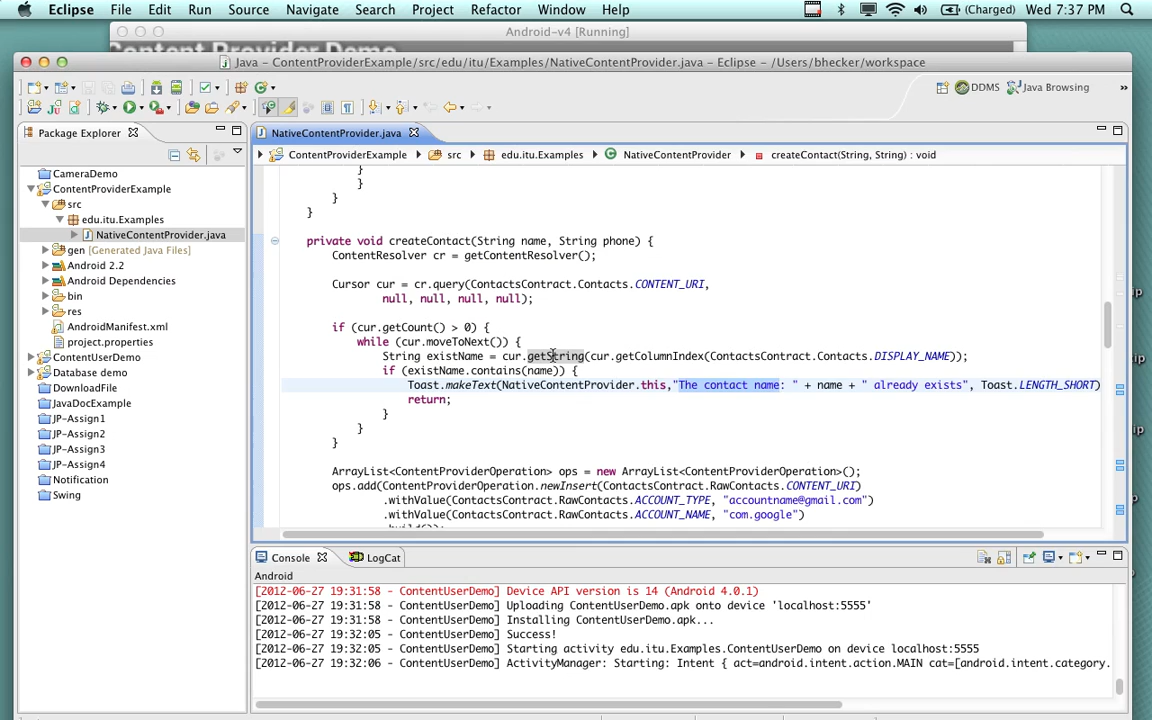 Eclipse File Edit Run Source Navigate Search Project Refactor Window Help (Charged) Wed 7:37 PM
Android-v4 [Running]
Content Provider Demo
Java – ContentProviderExample/src/edu/itu/Examples/NativeContentProvider.java – Eclipse – /Users/bhecker/workspace
DDMS Java Browsing »
Package Explorer
NativeContentProvider.java
ContentProviderExample src edu.itu.Examples NativeContentProvider createContact(String, String) : void
CameraDemo
ContentProviderExample
src
edu.itu.Examples
NativeContentProvider.java
gen [Generated Java Files]
Android 2.2
Android Dependencies
bin
res
AndroidManifest.xml
project.properties
ContentUserDemo
Database demo
DownloadFile
JavaDocExample
JP-Assign1
JP-Assign2
JP-Assign3
JP-Assign4
Notification
Swing
}
}
}
}
private void createContact(String name, String phone) {
ContentResolver cr = getContentResolver();
Cursor cur = cr.query(ContactsContract.Contacts.CONTENT_URI,
null, null, null, null);
if (cur.getCount() > 0) {
while (cur.moveToNext()) {
String existName = cur.getString(cur.getColumnIndex(ContactsContract.Contacts.DISPLAY_NAME));
if (existName.contains(name)) {
Toast.makeText(NativeContentProvider.this,"The contact name: " + name + " already exists", Toast.LENGTH_SHORT)
return;
}
}
}
ArrayList<ContentProviderOperation> ops = new ArrayList<ContentProviderOperation>();
ops.add(ContentProviderOperation.newInsert(ContactsContract.RawContacts.CONTENT_URI)
.withValue(ContactsContract.RawContacts.ACCOUNT_TYPE, "accountname@gmail.com")
.withValue(ContactsContract.RawContacts.ACCOUNT_NAME, "com.google")
.build());
Console LogCat
Android
[2012-06-27 19:31:58 - ContentUserDemo] Device API version is 14 (Android 4.0.1)
[2012-06-27 19:31:58 - ContentUserDemo] Uploading ContentUserDemo.apk onto device 'localhost:5555'
[2012-06-27 19:31:58 - ContentUserDemo] Installing ContentUserDemo.apk...
[2012-06-27 19:32:05 - ContentUserDemo] Success!
[2012-06-27 19:32:05 - ContentUserDemo] Starting activity edu.itu.Examples.ContentUserDemo on device localhost:5555
[2012-06-27 19:32:06 - ContentUserDemo] ActivityManager: Starting: Intent { act=android.intent.action.MAIN cat=[android.intent.category.